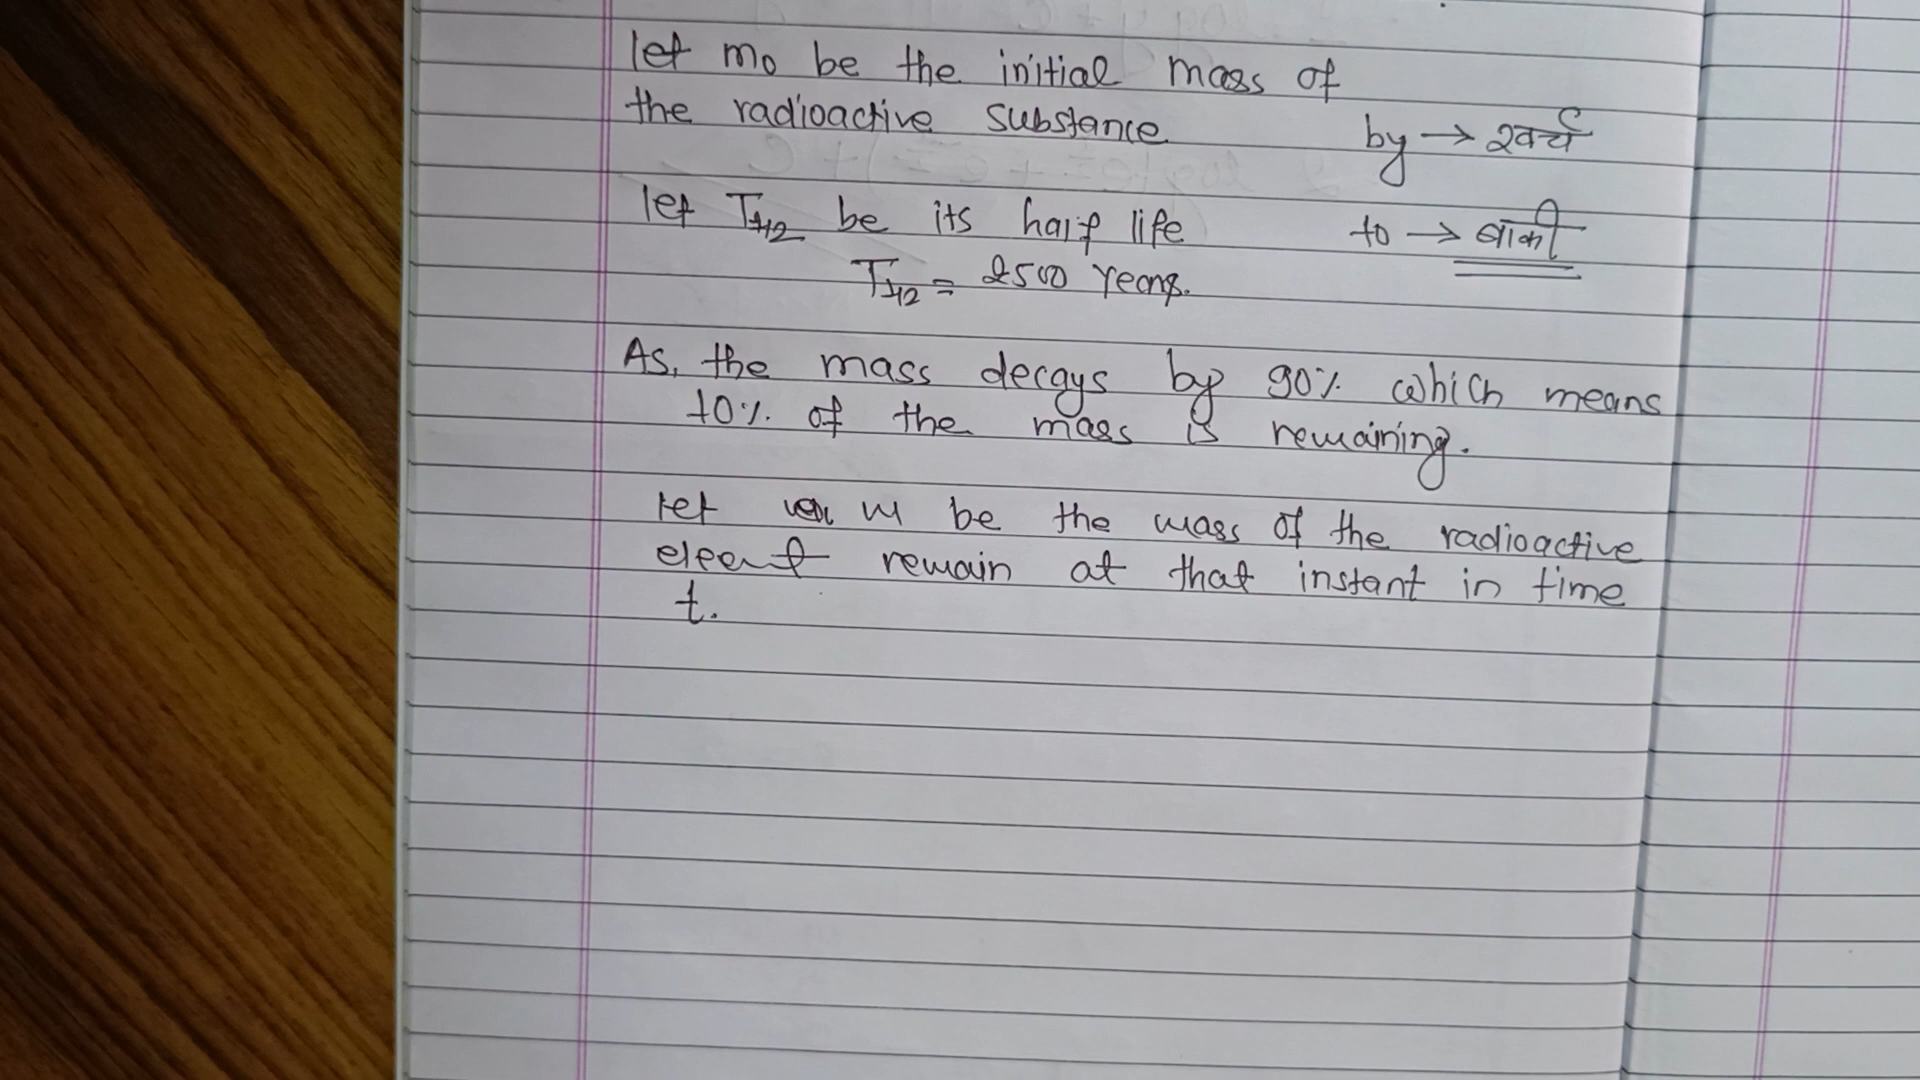 let mo be the initial mass of
the radioactive substance
by → खर्च
let T1/2 be its half life
to → बाकी
T1/2 = 2500 Years.
As, the mass decays by 90% which means
10% of the mass is remaining.
let m be the mass of the radioactive
remain at that instant in time
t.